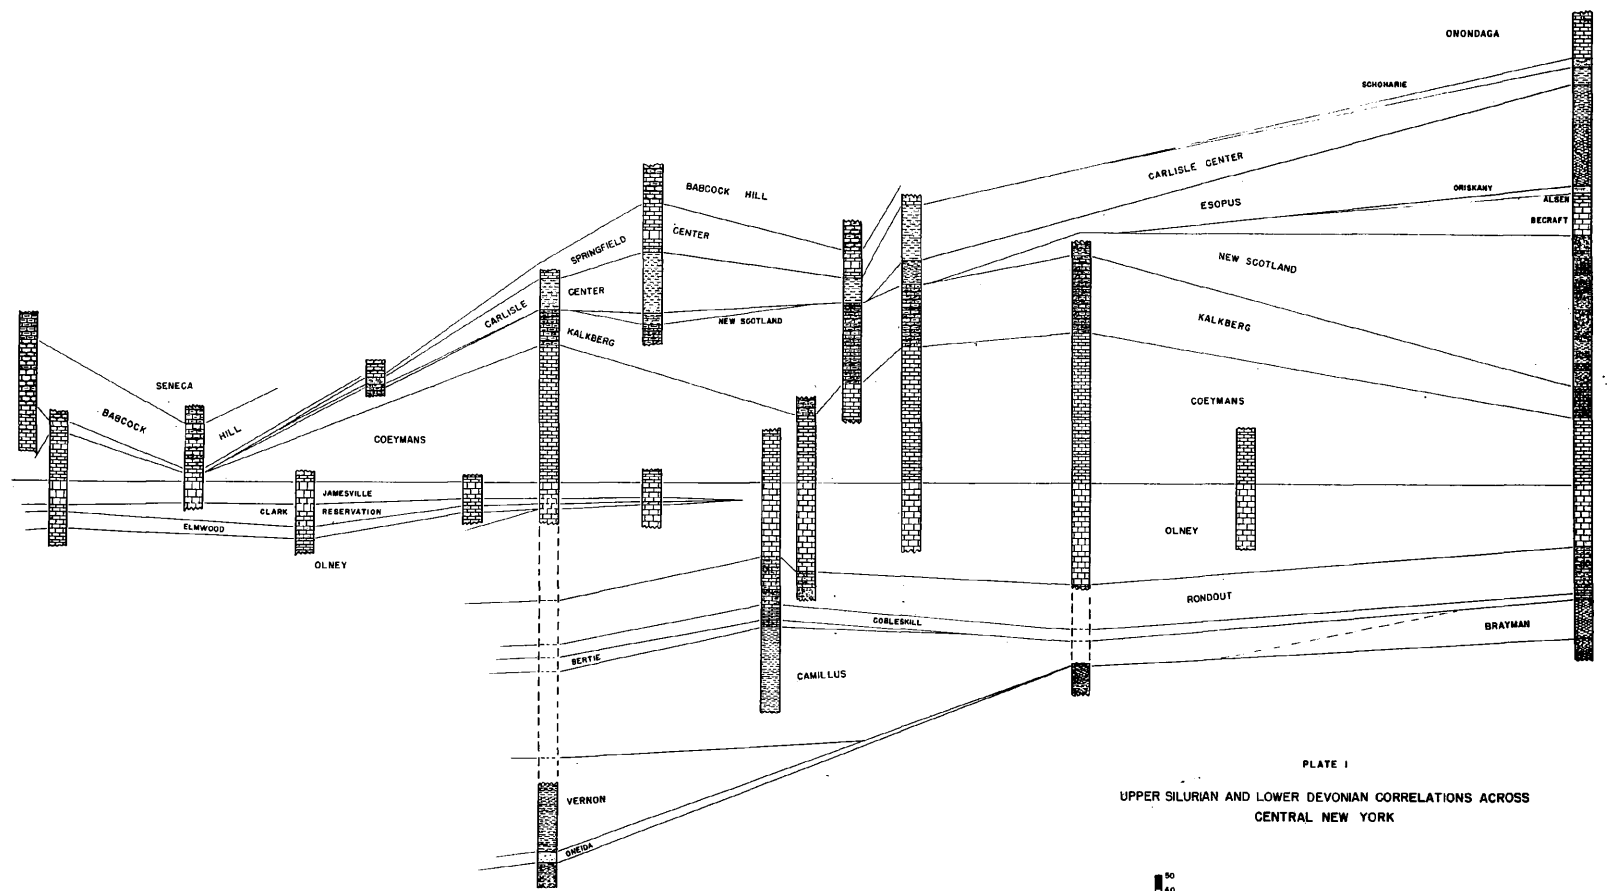 ONONDAGA
SCHOHARIE
CARLISLE CENTER
ORISKANY
ALSEN
ESOPUS
BECRAFT
BABCOCK HILL
SPRINGFIELD CENTER
NEW SCOTLAND
CARLISLE CENTER
NEW SCOTLAND
KALKBERG
KALKBERG
SENECA
BABCOCK HILL
COEYMANS
COEYMANS
JAMESVILLE
CLARK RESERVATION
ELMWOOD
OLNEY
OLNEY
RONDOUT
COBLESKILL
BRAYMAN
BERTIE
CAMILLUS
VERNON
ONEIDA
PLATE I
UPPER SILURIAN AND LOWER DEVONIAN CORRELATIONS ACROSS
CENTRAL NEW YORK
50
40